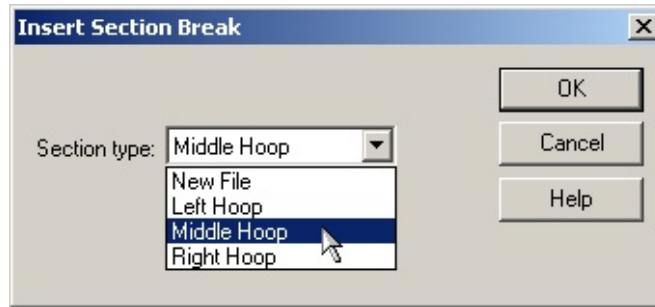 Insert Section Break
OK
Section type: Middle Hoop
Cancel
New File
Left Hoop
Help
Middle Hoop
Right Hoop